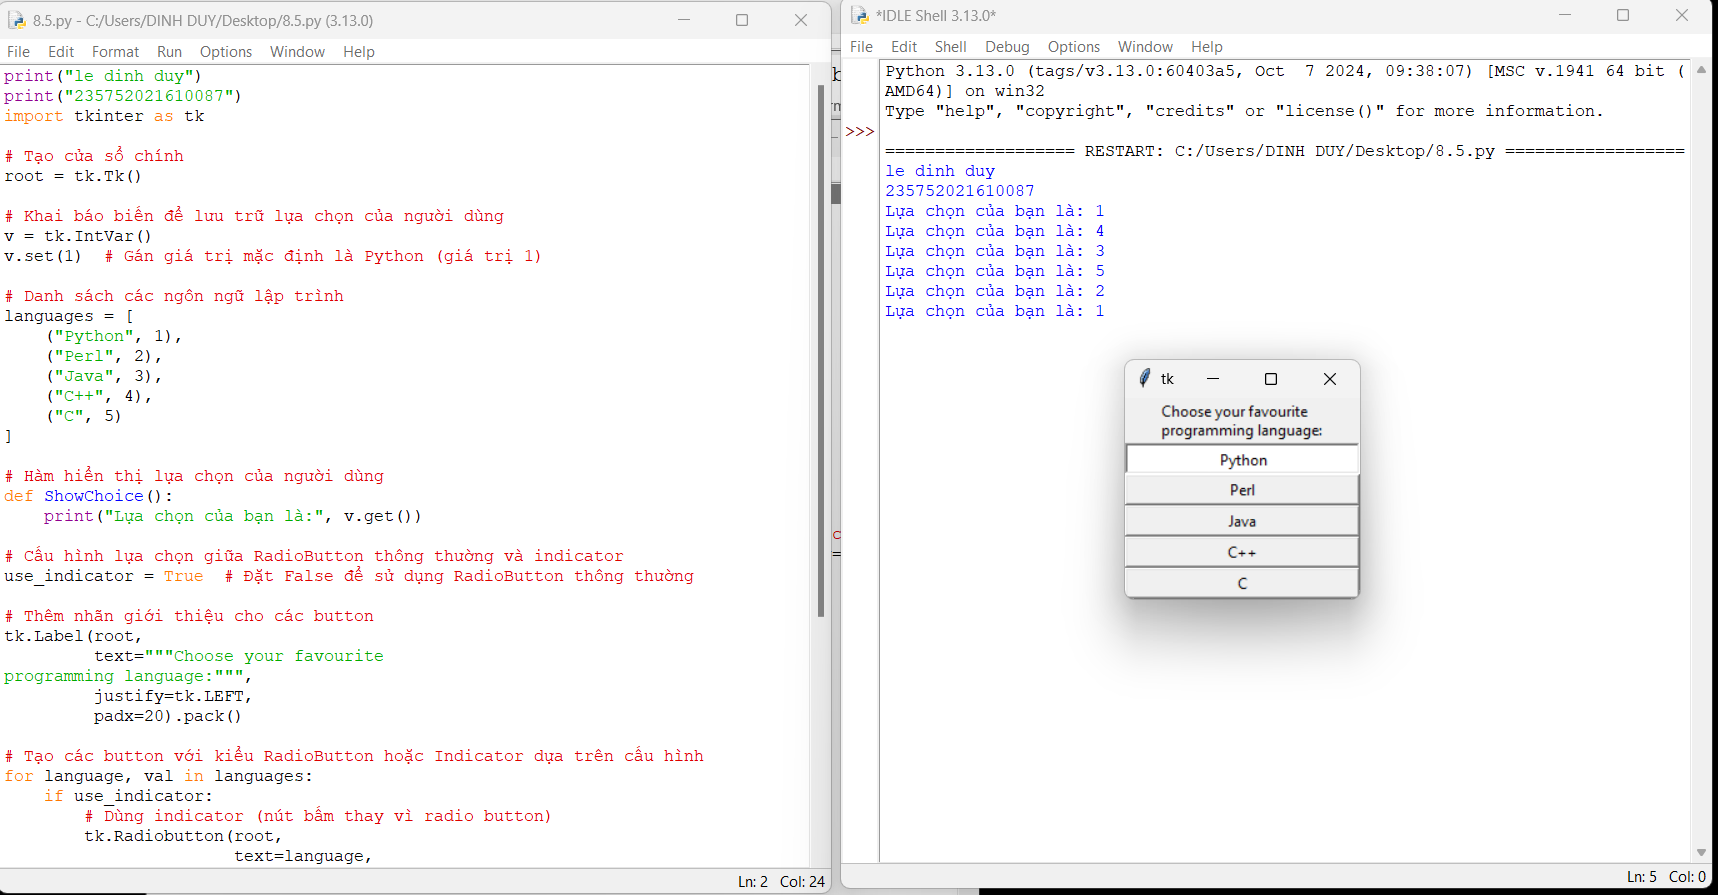 8.5.py - C:/Users/DINH DUY/Desktop/8.5.py (3.13.0)
File Edit Format Run Options Window Help
print("le dinh duy")
print("235752021610087")
import tkinter as tk
# Tạo cửa sổ chính
root = tk.Tk()
# Khai báo biến để lưu trữ lựa chọn của người dùng
v = tk.IntVar()
v.set(1)  # Gán giá trị mặc định là Python (giá trị 1)
# Danh sách các ngôn ngữ lập trình
languages = [
    ("Python", 1),
    ("Perl", 2),
    ("Java", 3),
    ("C++", 4),
    ("C", 5)
]
# Hàm hiển thị lựa chọn của người dùng
def ShowChoice():
    print("Lựa chọn của bạn là:", v.get())
# Cấu hình lựa chọn giữa RadioButton thông thường và indicator
use_indicator = True  # Đặt False để sử dụng RadioButton thông thường
# Thêm nhãn giới thiệu cho các button
tk.Label(root,
         text="""Choose your favourite
programming language:""",
         justify=tk.LEFT,
         padx=20).pack()
# Tạo các button với kiểu RadioButton hoặc Indicator dựa trên cấu hình
for language, val in languages:
    if use_indicator:
        # Dùng indicator (nút bấm thay vì radio button)
        tk.Radiobutton(root,
                       text=language,
Ln: 2 Col: 24
*IDLE Shell 3.13.0*
File Edit Shell Debug Options Window Help
Python 3.13.0 (tags/v3.13.0:60403a5, Oct  7 2024, 09:38:07) [MSC v.1941 64 bit (
AMD64)] on win32
Type "help", "copyright", "credits" or "license()" for more information.
>>>
=================== RESTART: C:/Users/DINH DUY/Desktop/8.5.py ==================
le dinh duy
235752021610087
Lựa chọn của bạn là: 1
Lựa chọn của bạn là: 4
Lựa chọn của bạn là: 3
Lựa chọn của bạn là: 5
Lựa chọn của bạn là: 2
Lựa chọn của bạn là: 1
tk
Choose your favourite
programming language:
Python
Perl
Java
C++
C
Ln: 5 Col: 0